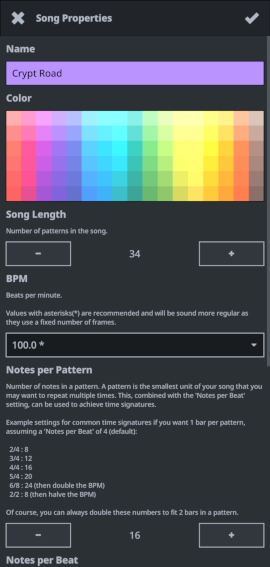 Song Properties
Name
Crypt Road
Color
Song Length
Number of patterns in the song.
34
BPM
Beats per minute.
Values with asterisks(*) are recommended and will sound more regular as
they use a fixed number of frames.
100.0 *
Notes per Pattern
Number of notes in a pattern. A pattern is the smallest unit of your song that you
may want to repeat multiple times. This, combined with the 'Notes per Beat'
setting, can be used to achieve time signatures.
Example settings for common time signatures if you want 1 bar per pattern,
assuming a 'Notes per Beat' of 4 (default):
2/4 : 8
3/4 : 12
4/4 : 16
5/4 : 20
6/8 : 24 (then double the BPM)
2/2 : 8 (then halve the BPM)
Of course, you can always double these numbers to fit 2 bars in a pattern.
16
Notes per Beat